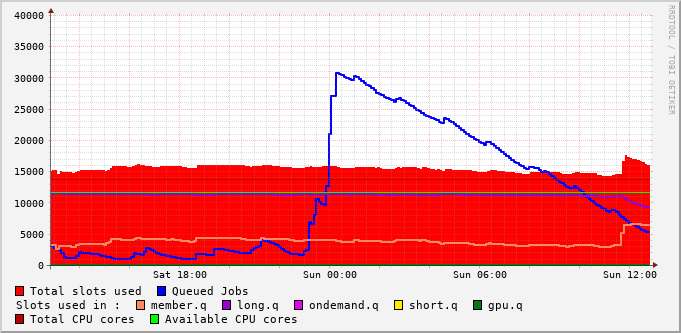 40000
35000
30000
25000
20000
15000
10000
5000
0
Sat 18:00 Sun 00:00 Sun 06:00 Sun 12:00
RRDTOOL / TOBI OETIKER
Total slots used Queued Jobs
Slots used in : member.q long.q ondemand.q short.q gpu.q
Total CPU cores Available CPU cores